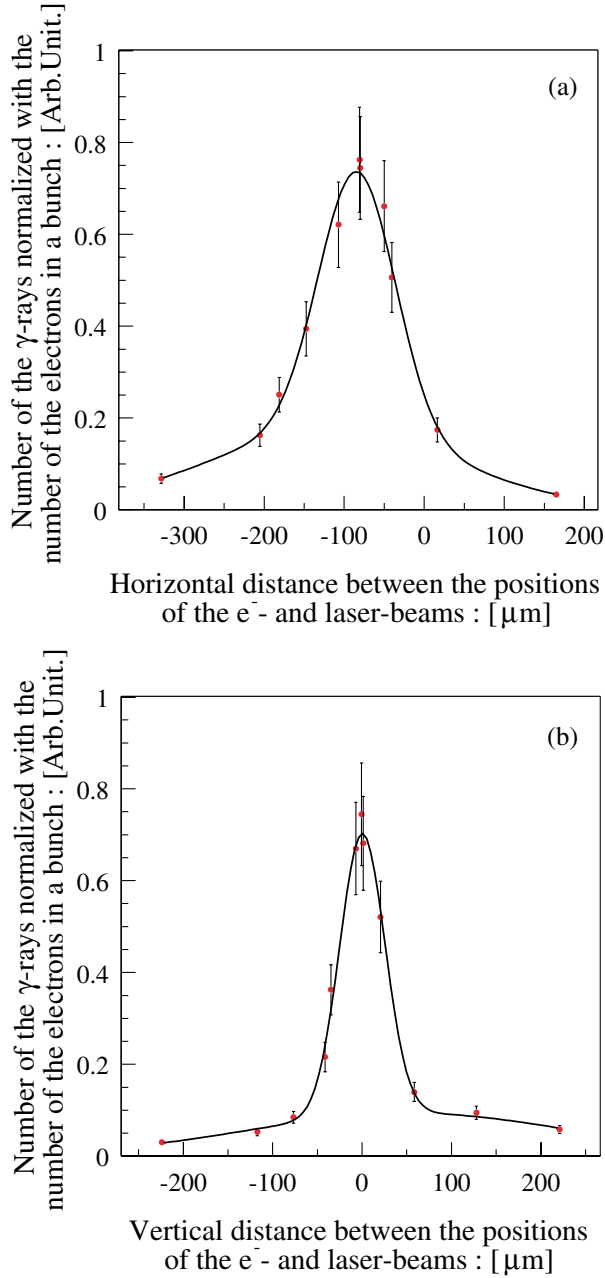 Number of the γ-rays normalized with the
number of the electrons in a bunch : [Arb.Unit.]
1
0.8
0.6
0.4
0.2
0
(a)
-300 -200 -100 0 100 200
Horizontal distance between the positions
of the e⁻- and laser-beams : [μm]
Number of the γ-rays normalized with the
number of the electrons in a bunch : [Arb.Unit.]
1
0.8
0.6
0.4
0.2
0
(b)
-200 -100 0 100 200
Vertical distance between the positions
of the e⁻- and laser-beams : [μm]